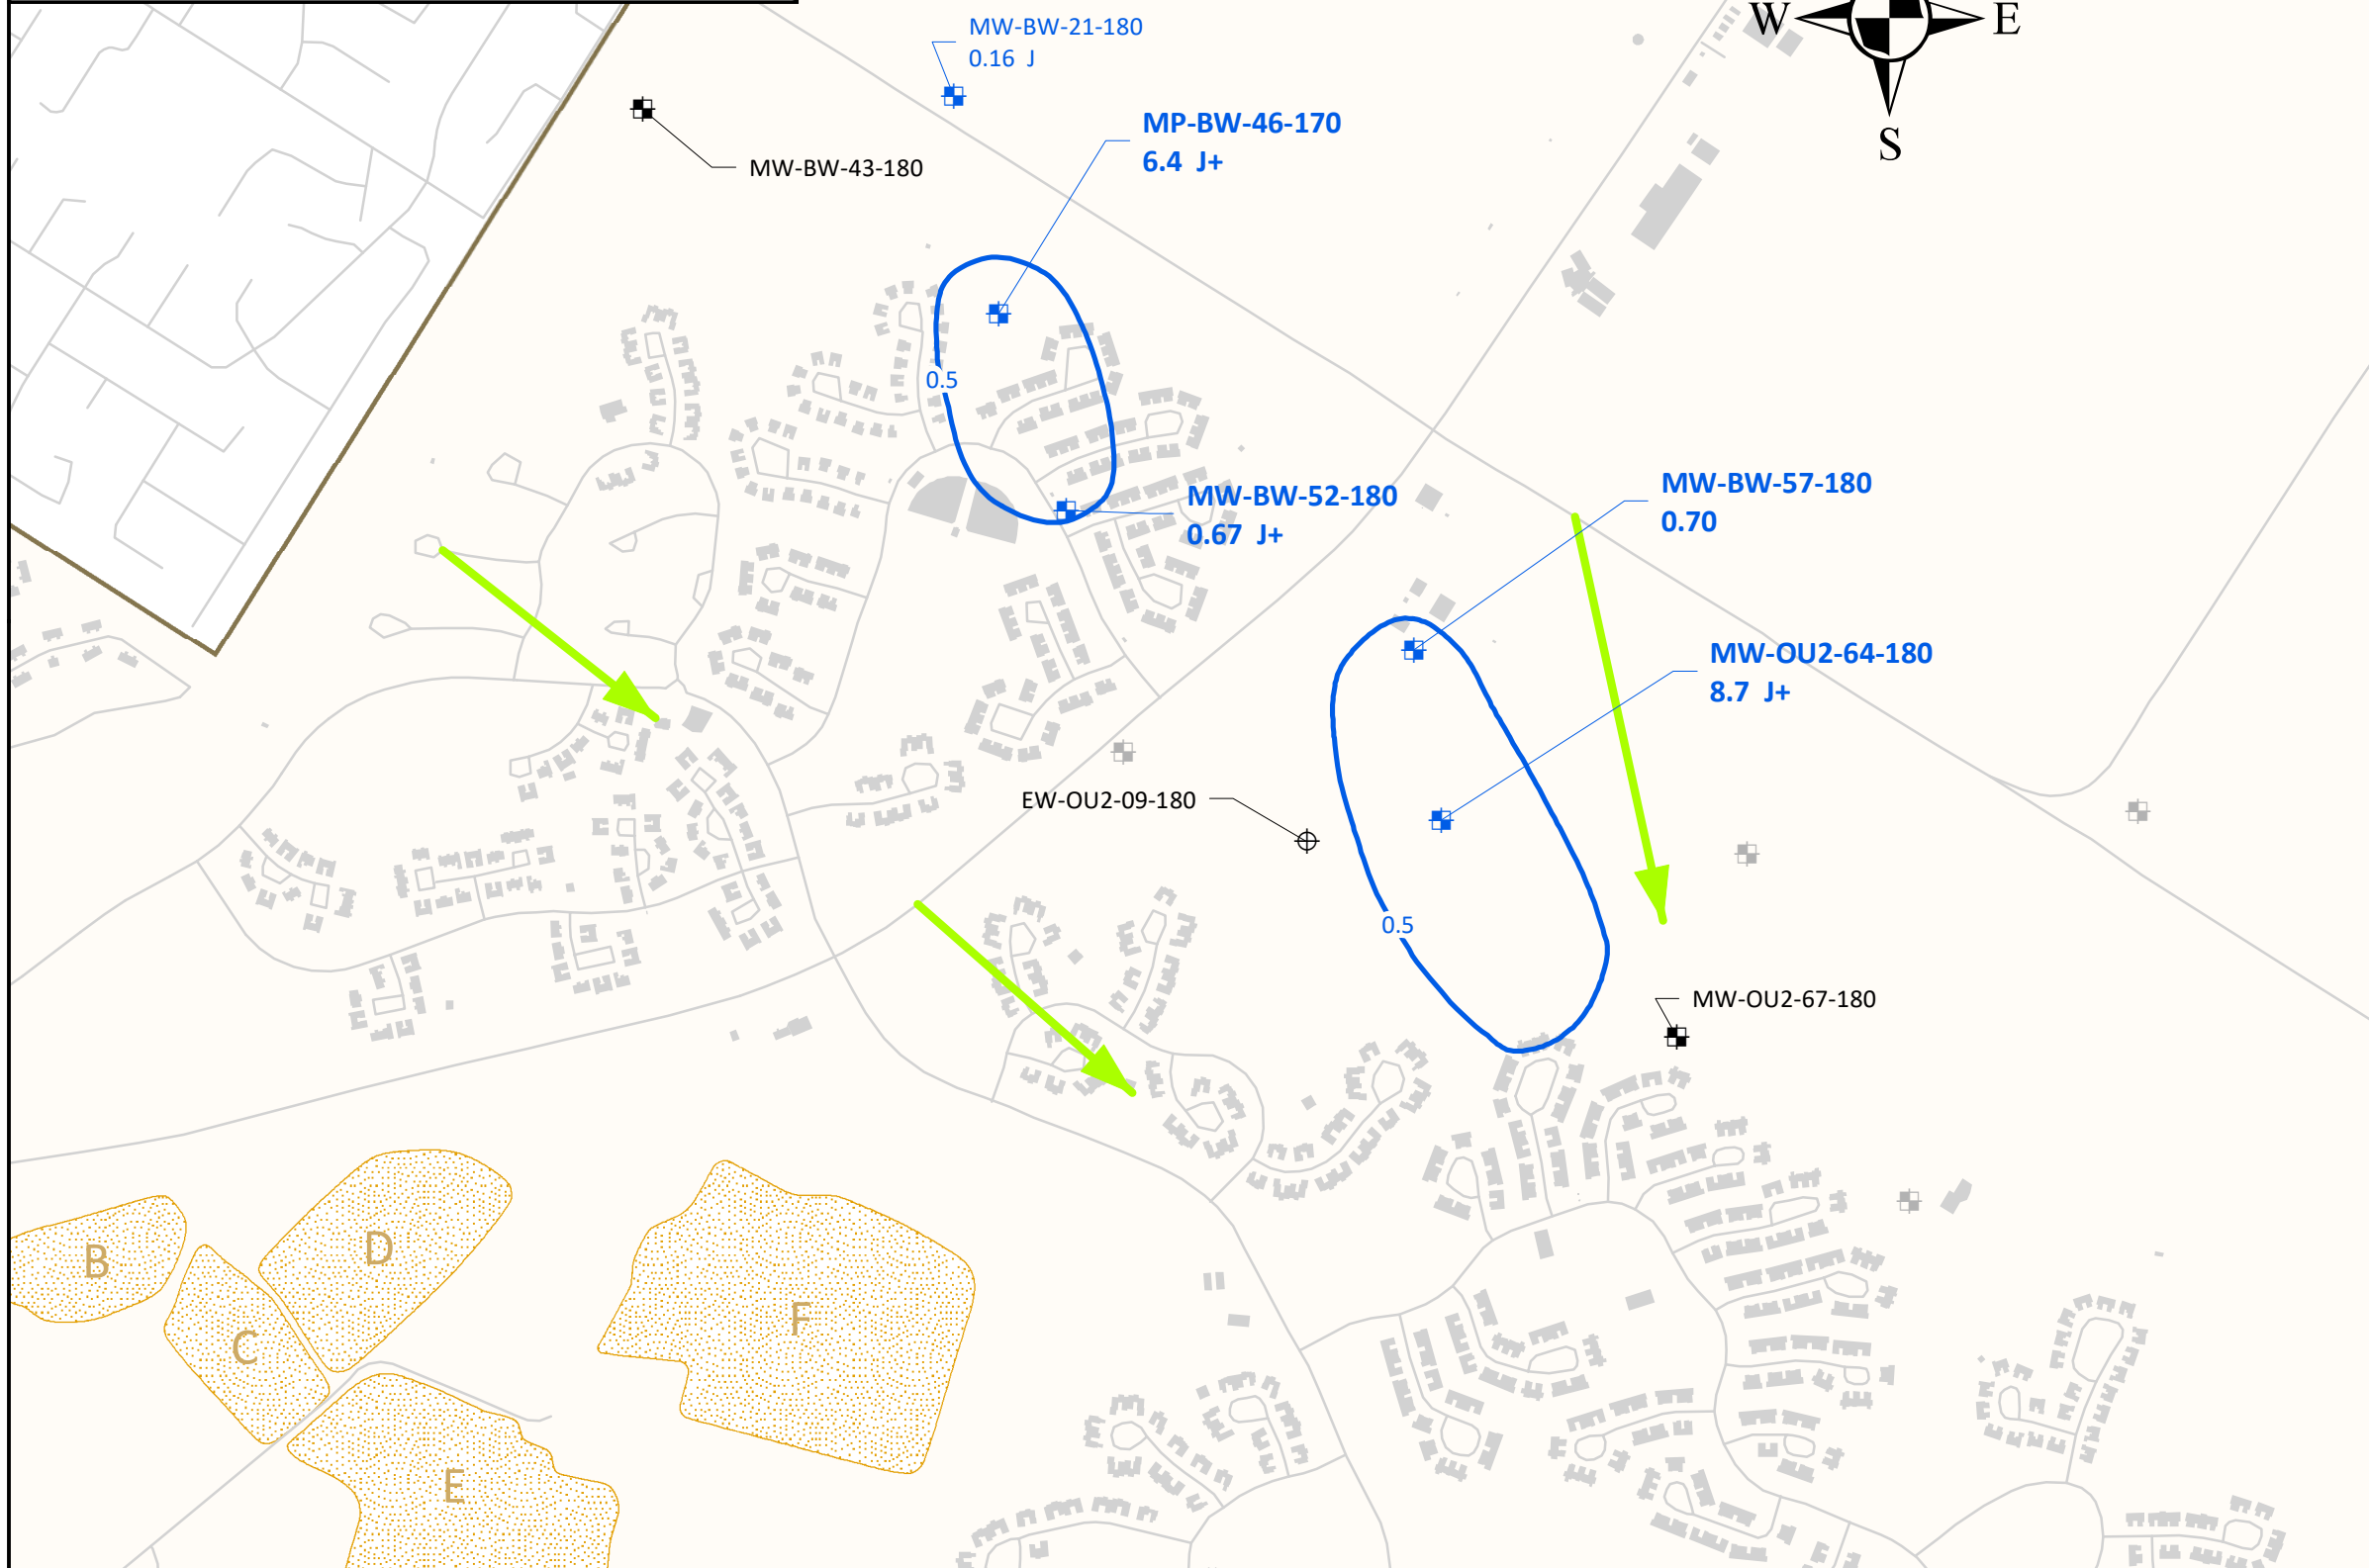 W
E
S
MW-BW-21-180
0.16 J
MP-BW-46-170
6.4 J+
MW-BW-43-180
0.5
MW-BW-52-180
0.67 J+
MW-BW-57-180
0.70
MW-OU2-64-180
8.7 J+
EW-OU2-09-180
0.5
MW-OU2-67-180
B
D
C
F
E